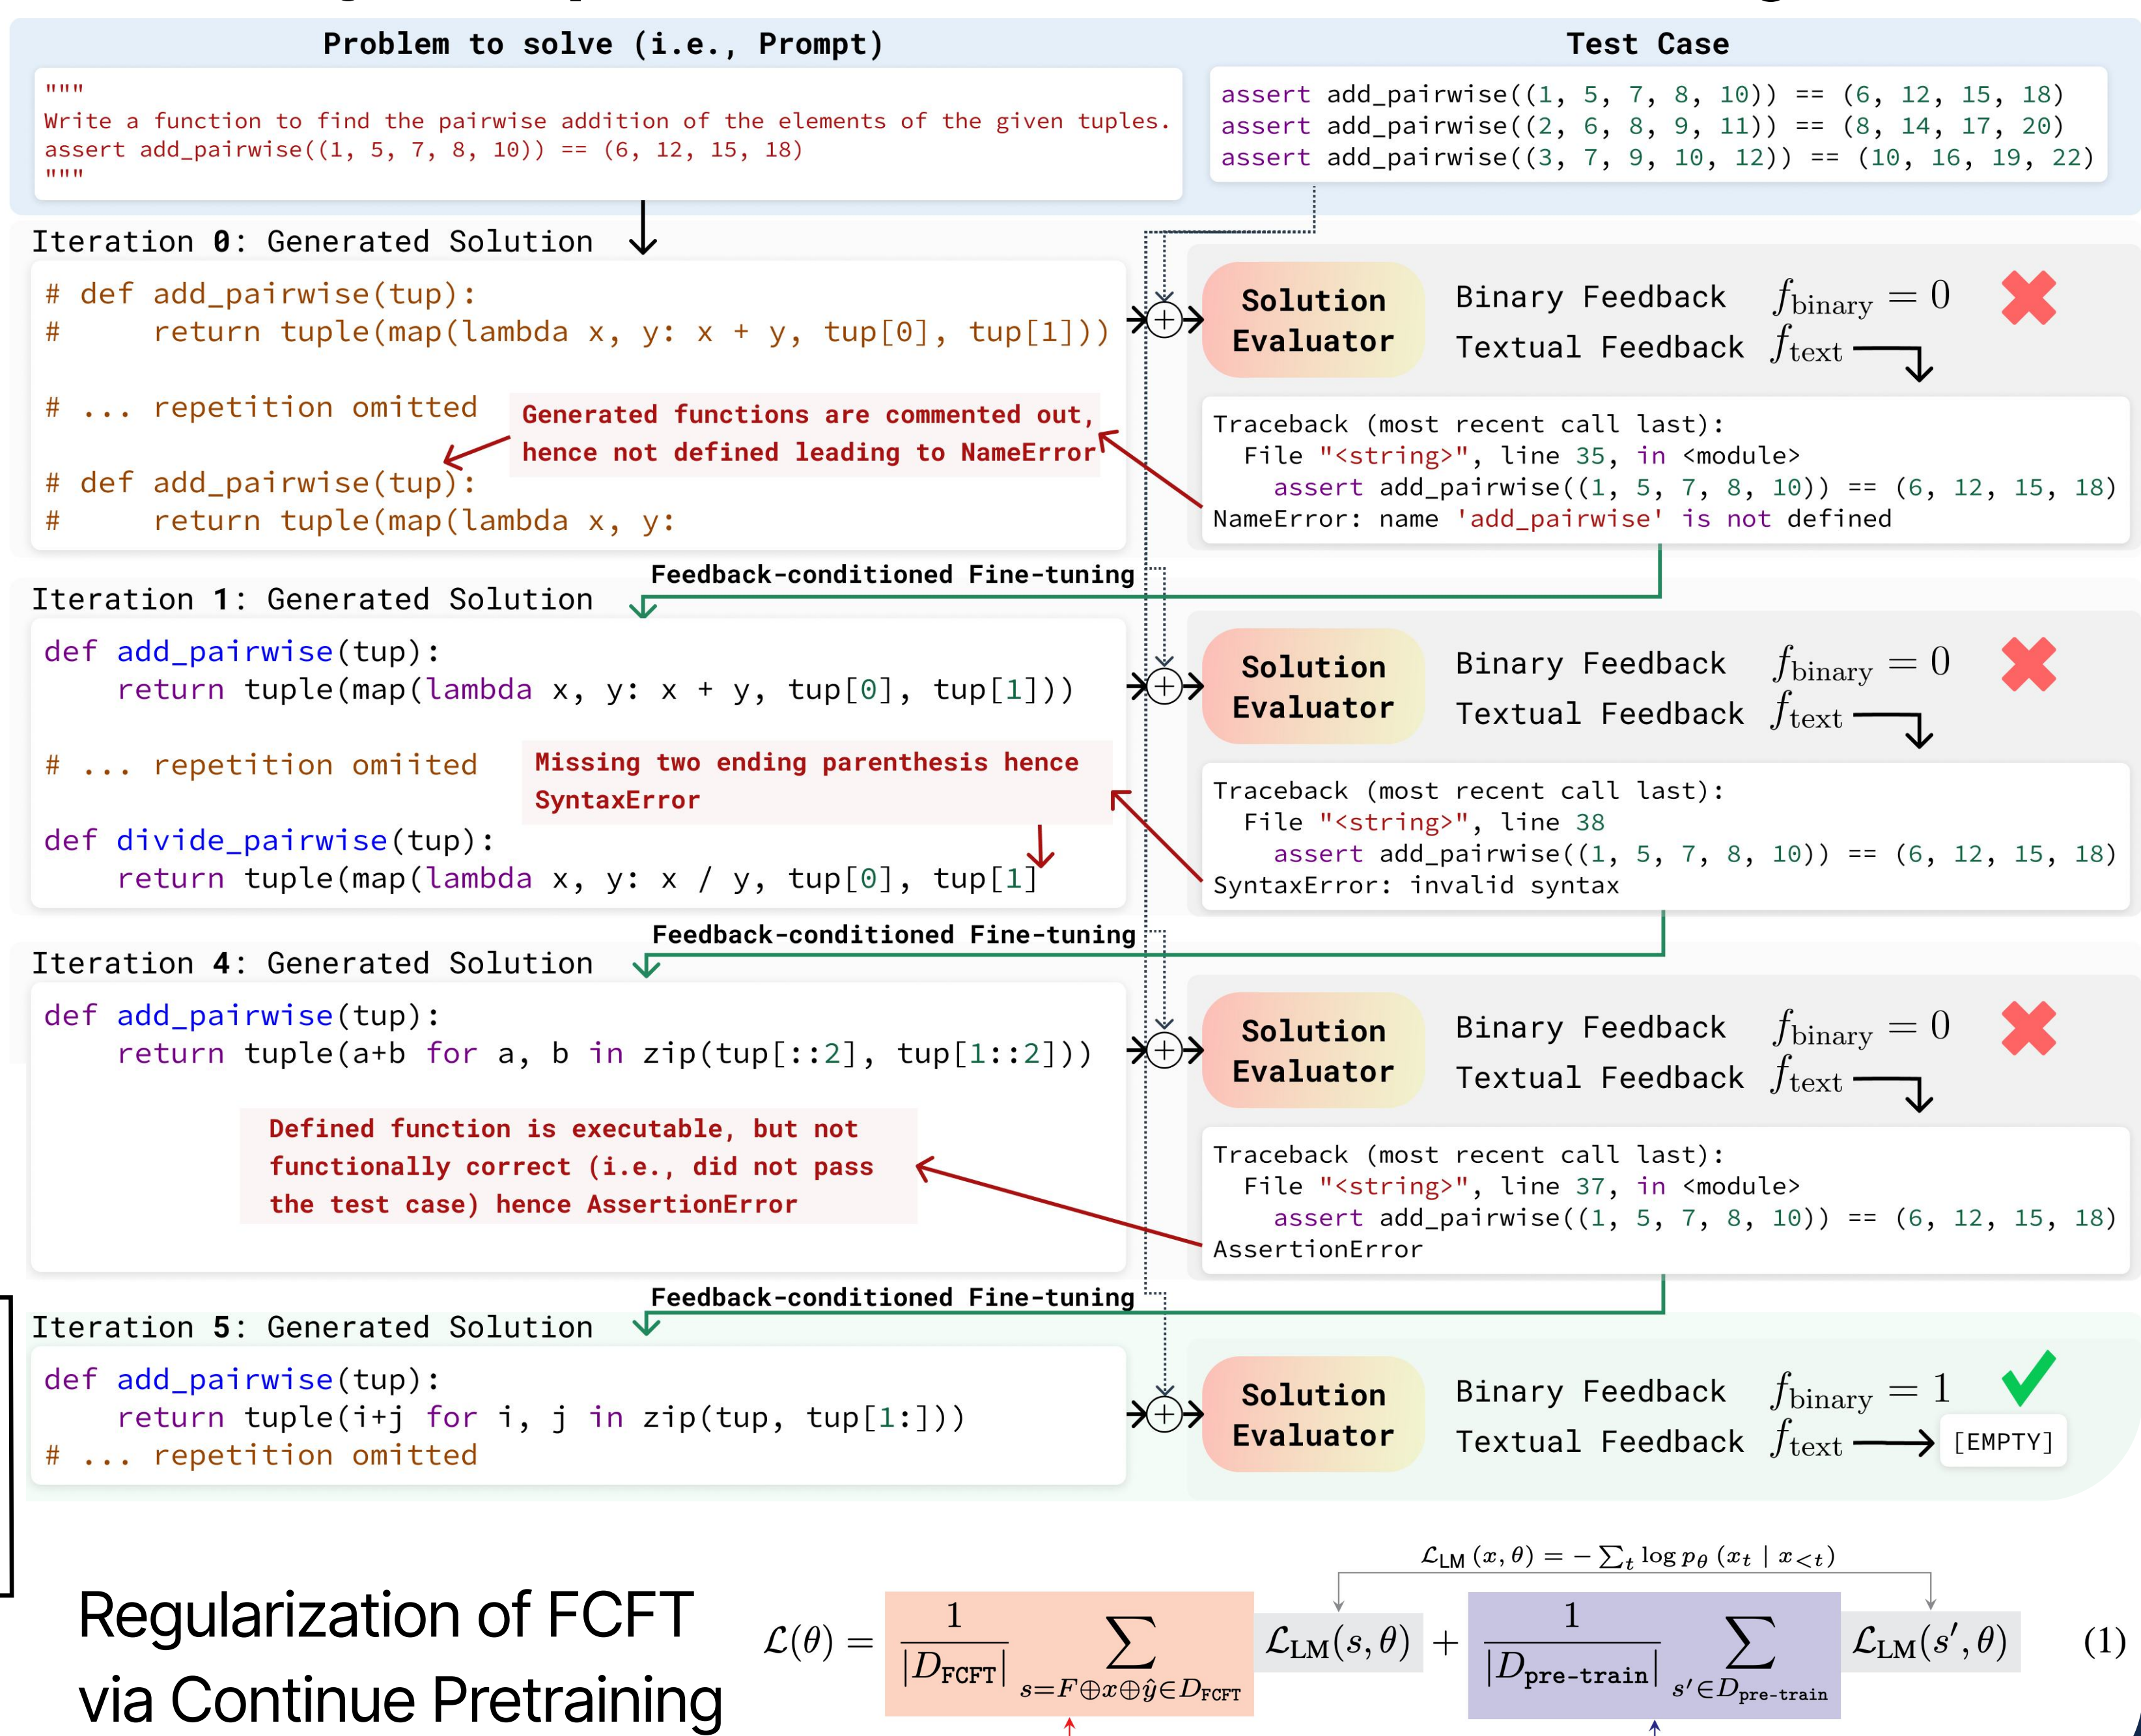 Problem to solve (i.e., Prompt)
"""
Write a function to find the pairwise addition of the elements of the given tuples.
assert add_pairwise((1, 5, 7, 8, 10)) == (6, 12, 15, 18)
"""
Test Case
assert add_pairwise((1, 5, 7, 8, 10)) == (6, 12, 15, 18)
assert add_pairwise((2, 6, 8, 9, 11)) == (8, 14, 17, 20)
assert add_pairwise((3, 7, 9, 10, 12)) == (10, 16, 19, 22)
Iteration 0: Generated Solution
# def add_pairwise(tup):
#     return tuple(map(lambda x, y: x + y, tup[0], tup[1]))
# ... repetition omitted
Generated functions are commented out,
hence not defined leading to NameError
# def add_pairwise(tup):
#     return tuple(map(lambda x, y:
Solution
Evaluator
Binary Feedback f_binary = 0
Textual Feedback f_text
Traceback (most recent call last):
  File "<string>", line 35, in <module>
    assert add_pairwise((1, 5, 7, 8, 10)) == (6, 12, 15, 18)
NameError: name 'add_pairwise' is not defined
Feedback-conditioned Fine-tuning
Iteration 1: Generated Solution
def add_pairwise(tup):
    return tuple(map(lambda x, y: x + y, tup[0], tup[1]))
# ... repetition omiited
Missing two ending parenthesis hence
SyntaxError
def divide_pairwise(tup):
    return tuple(map(lambda x, y: x / y, tup[0], tup[1]
Solution
Evaluator
Binary Feedback f_binary = 0
Textual Feedback f_text
Traceback (most recent call last):
  File "<string>", line 38
    assert add_pairwise((1, 5, 7, 8, 10)) == (6, 12, 15, 18)
SyntaxError: invalid syntax
Feedback-conditioned Fine-tuning
Iteration 4: Generated Solution
def add_pairwise(tup):
    return tuple(a+b for a, b in zip(tup[::2], tup[1::2]))
Defined function is executable, but not
functionally correct (i.e., did not pass
the test case) hence AssertionError
Solution
Evaluator
Binary Feedback f_binary = 0
Textual Feedback f_text
Traceback (most recent call last):
  File "<string>", line 37, in <module>
    assert add_pairwise((1, 5, 7, 8, 10)) == (6, 12, 15, 18)
AssertionError
Feedback-conditioned Fine-tuning
Iteration 5: Generated Solution
def add_pairwise(tup):
    return tuple(i+j for i, j in zip(tup, tup[1:]))
# ... repetition omitted
Solution
Evaluator
Binary Feedback f_binary = 1
Textual Feedback f_text
[EMPTY]
Regularization of FCFT
via Continue Pretraining
L_LM (x, θ) = − ∑_t log p_θ (x_t | x_<t)
L(θ) = 1/|D_FCFT| ∑_{s=F⊕x⊕ŷ∈D_FCFT} L_LM(s, θ) + 1/|D_pre-train| ∑_{s′∈D_pre-train} L_LM(s′, θ) (1)